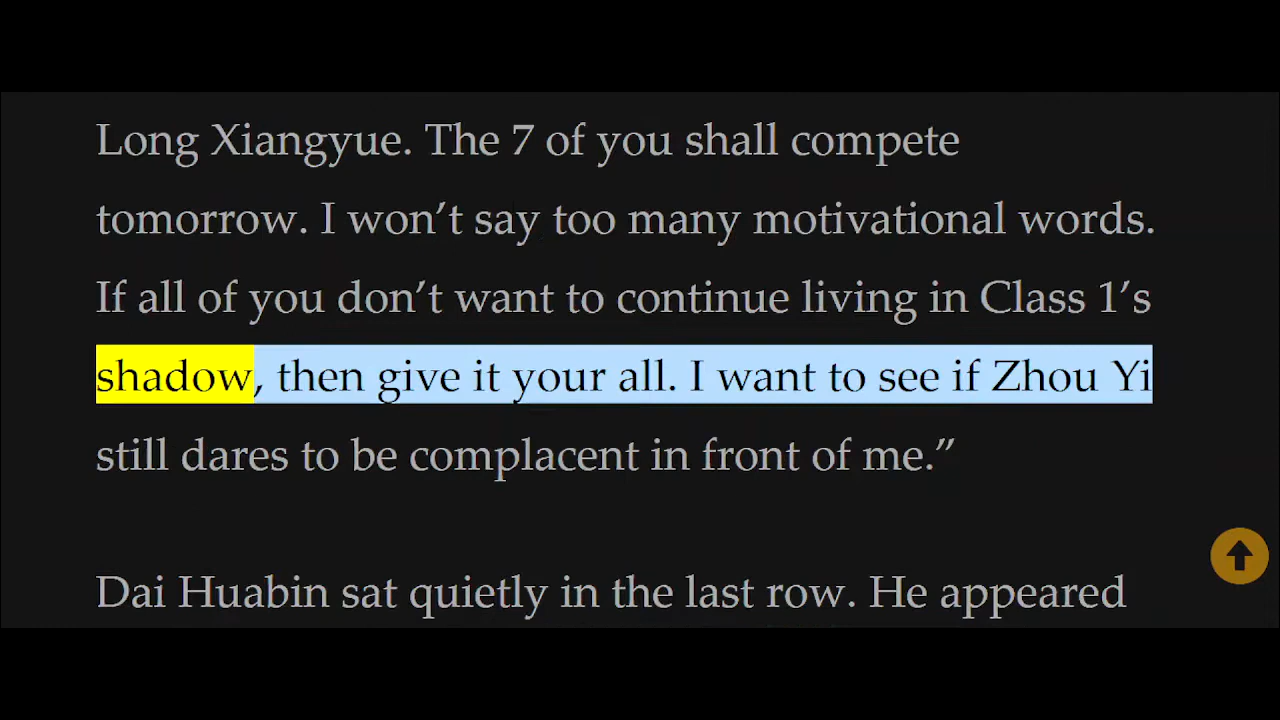 Long Xiangyue. The 7 of you shall compete
tomorrow. I won’t say too many motivational words.
If all of you don’t want to continue living in Class 1’s
shadow, then give it your all. I want to see if Zhou Yi
still dares to be complacent in front of me.”
Dai Huabin sat quietly in the last row. He appeared